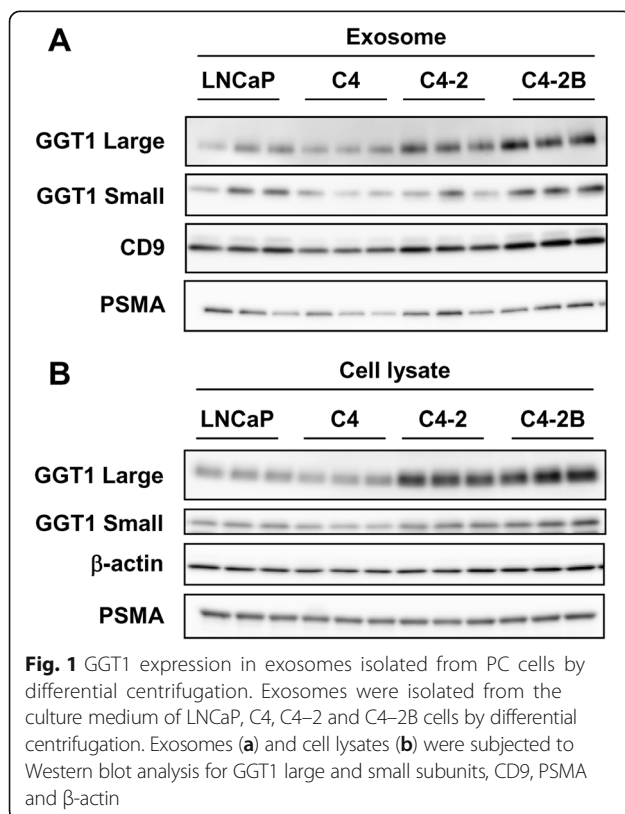 A
Exosome
LNCaP C4 C4-2 C4-2B
GGT1 Large
GGT1 Small
CD9
PSMA
B
Cell lysate
LNCaP C4 C4-2 C4-2B
GGT1 Large
GGT1 Small
β-actin
PSMA
Fig. 1 GGT1 expression in exosomes isolated from PC cells by
differential centrifugation. Exosomes were isolated from the
culture medium of LNCaP, C4, C4–2 and C4–2B cells by differential
centrifugation. Exosomes (a) and cell lysates (b) were subjected to
Western blot analysis for GGT1 large and small subunits, CD9, PSMA
and β-actin